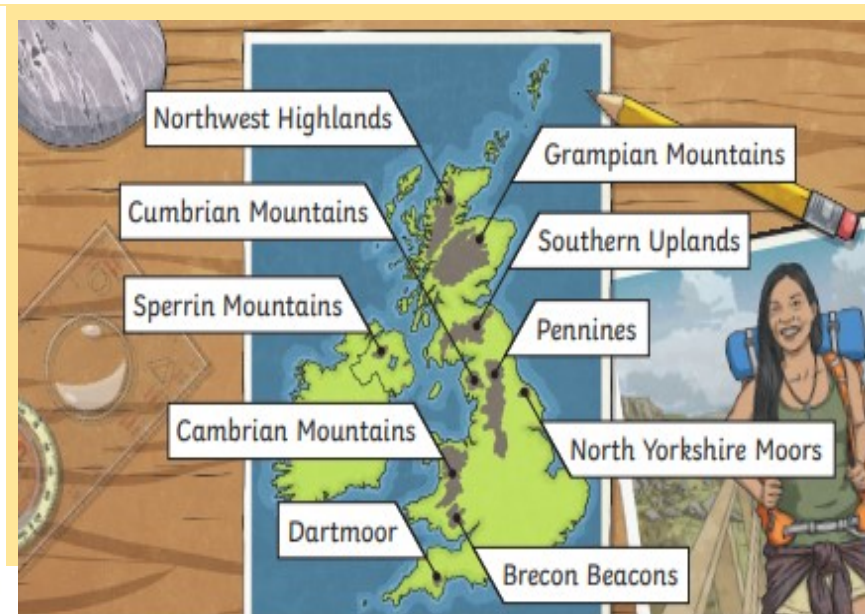 Northwest Highlands
Grampian Mountains
Cumbrian Mountains
Southern Uplands
Sperrin Mountains
Pennines
Cambrian Mountains
North Yorkshire Moors
Dartmoor
Brecon Beacons